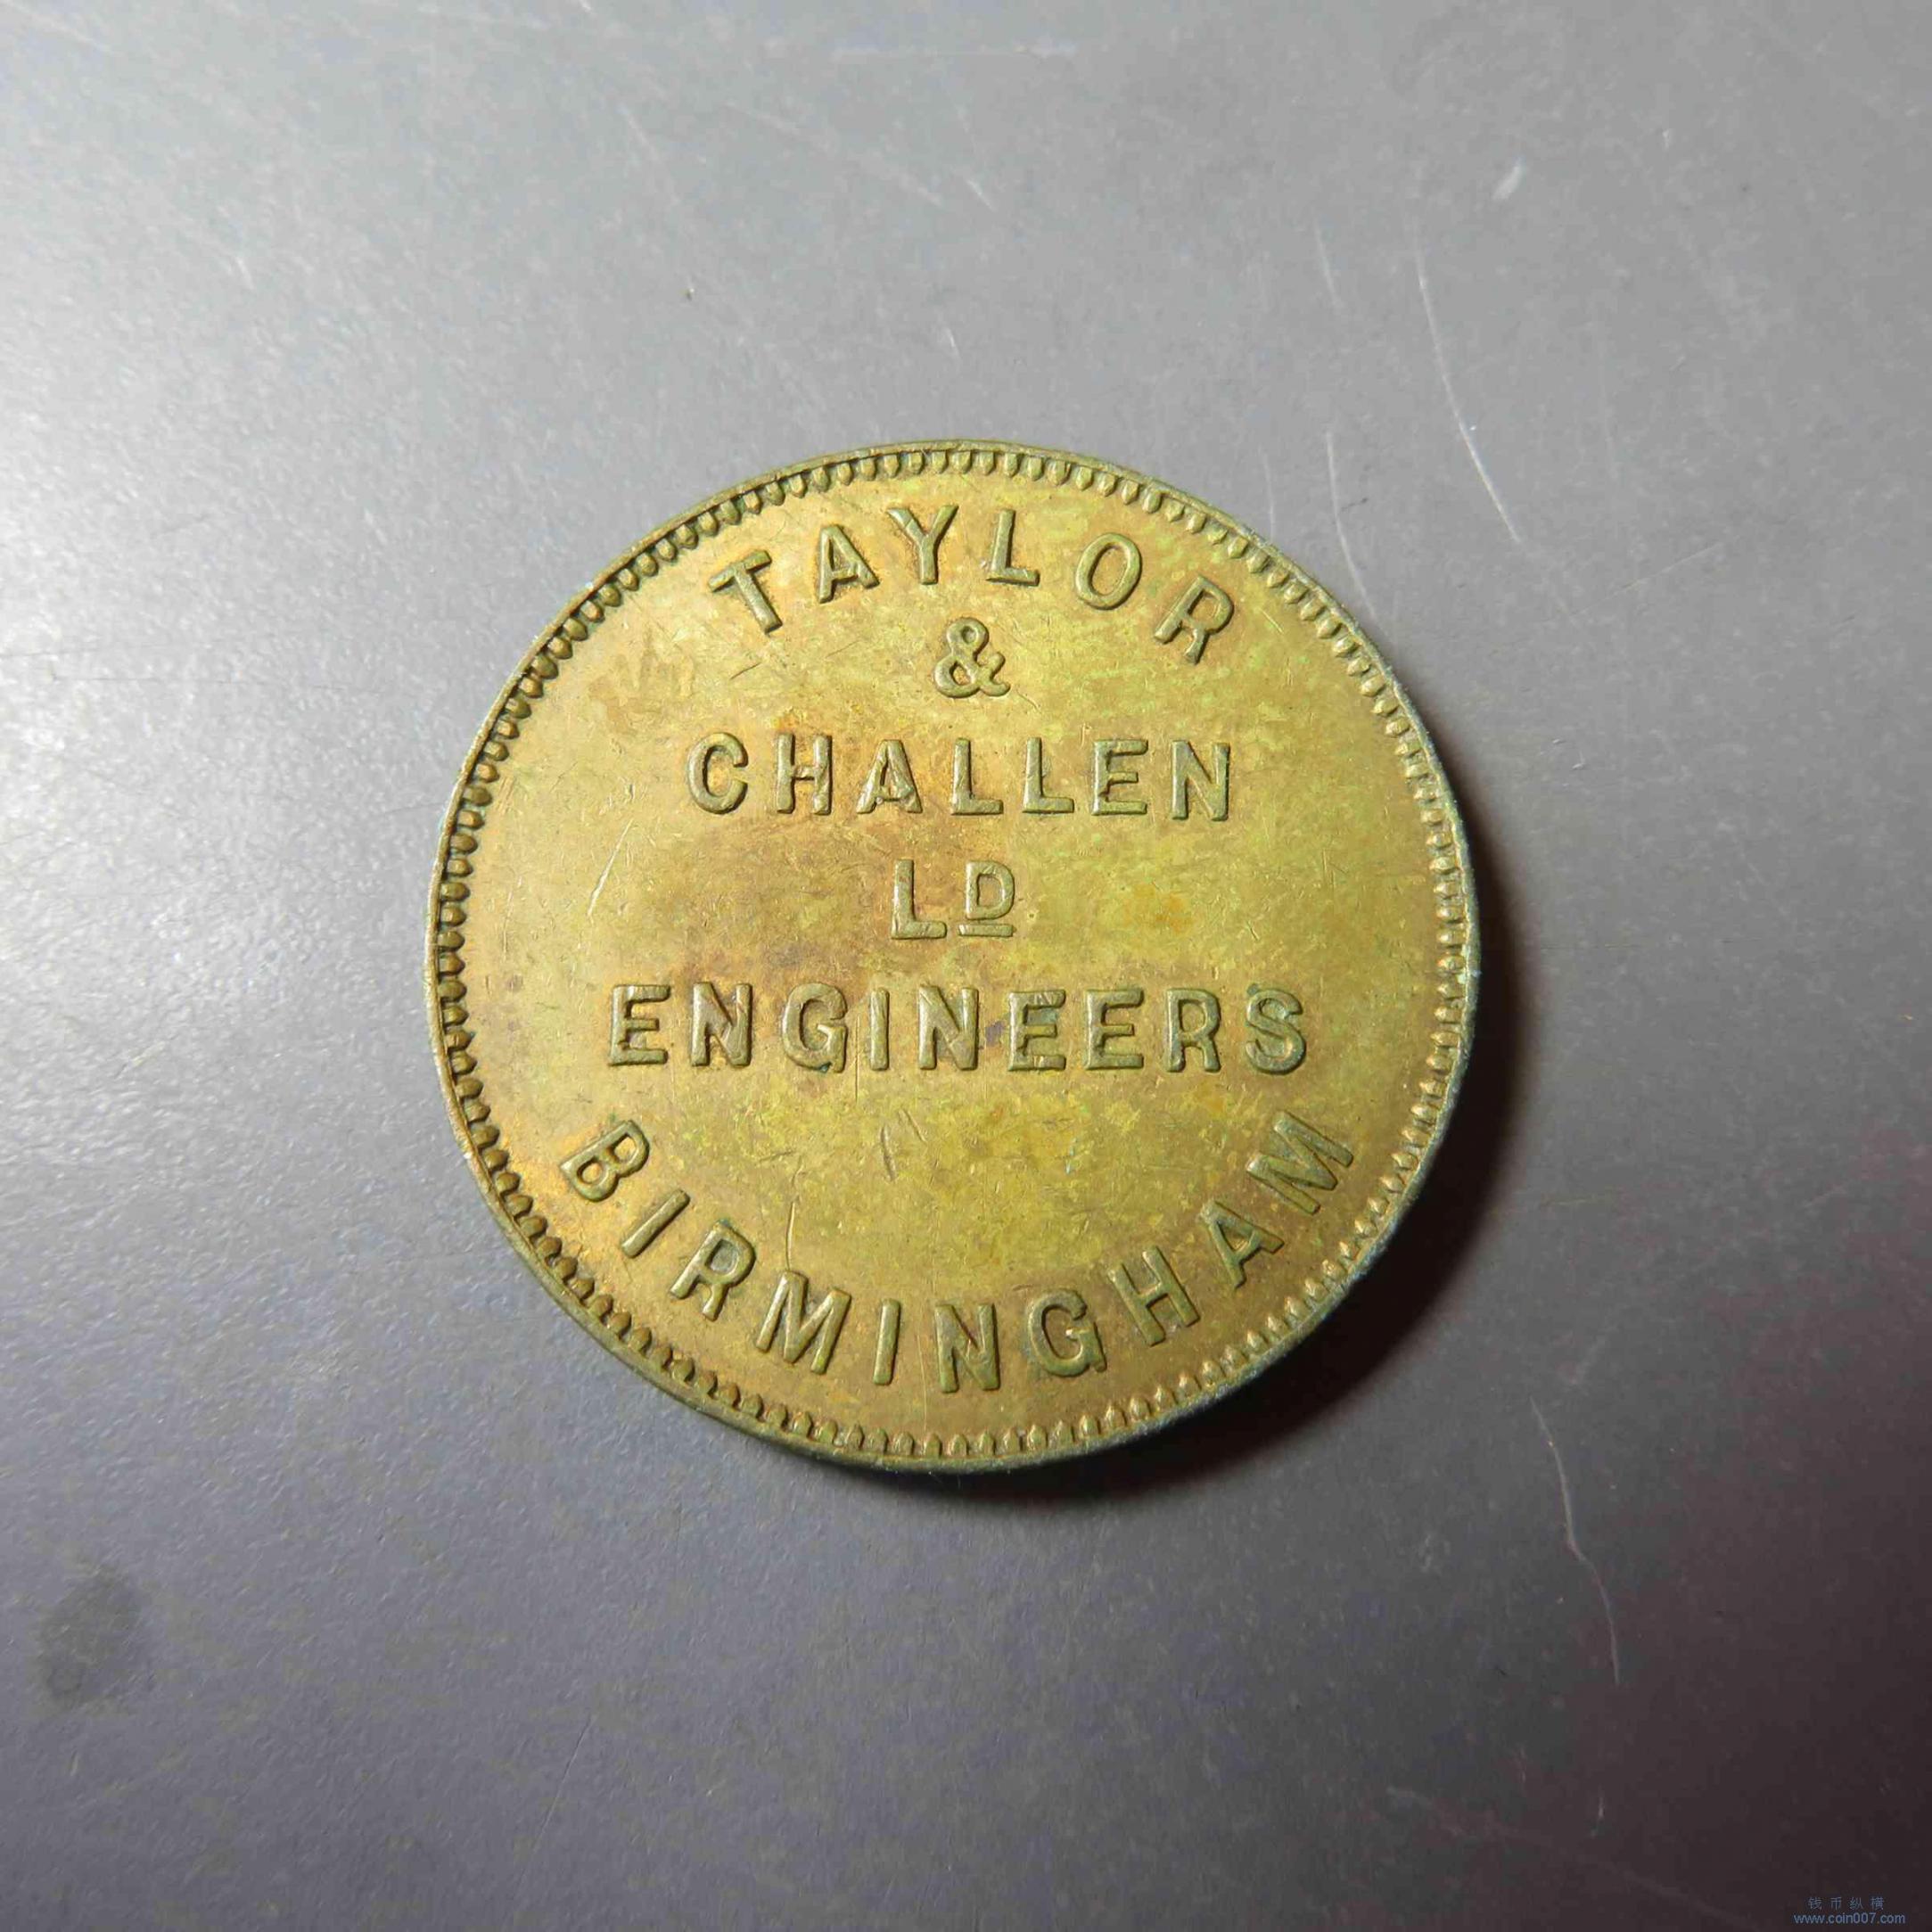 TAYLOR
&
CHALLEN
LD
ENGINEERS
BIRMINGHAM
钱币纵横
www.coin007.com